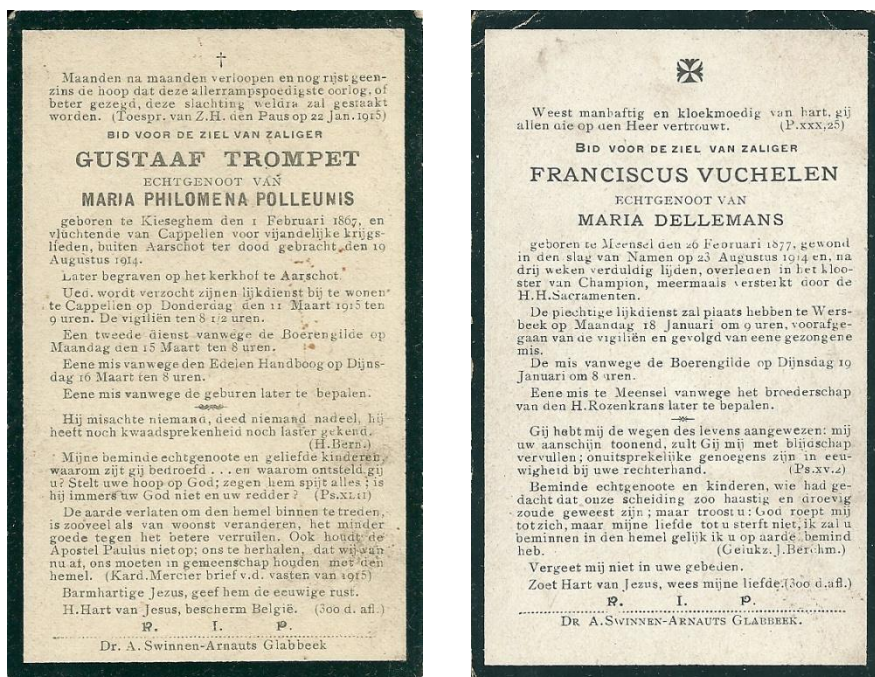 †
Maanden na maanden verloopen en nog rijst geen-
zins de hoop dat deze allerrampspoedigste oorlog, of
beter gezegd, deze slachting weldra zal gestaakt
worden. (Toespr. van Z.H. den Paus op 22 Jan. 1915)
BID VOOR DE ZIEL VAN ZALIGER
GUSTAAF TROMPET
ECHTGENOOT VAN
MARIA PHILOMENA POLLEUNIS
geboren te Kieseghem den 1 Februari 1867, en
vluchtende van Cappellen voor vijandelijke krijgs-
lieden, buiten Aarschot ter dood gebracht, den 19
Augustus 1914.
Later begraven op het kerkhof te Aarschot.
Ued. wordt verzocht zijnen lijkdienst bij te wonen
te Cappellen op Donderdag den 11 Maart 1915 ten
9 uren. De vigiliën ten 8 1/2 uren.
Een tweede dienst vanwege de Boerengilde op
Maandag den 15 Maart ten 8 uren.
Eene mis vanwege den Edelen Handboog op Dijns-
dag 16 Maart ten 8 uren.
Eene mis vanwege de geburen later te bepalen.
Hij misachte niemand, deed niemand nadeel, hij
heeft noch kwaadsprekenheid noch laster gekend.
(H.Bern.)
Mijne beminde echtgenoote en geliefde kinderen,
waarom zijt gij bedroefd . . . en waarom ontsteld gij
u? Stelt uwe hoop op God; zegen hem spijt alles; is
hij immers uw God niet en uw redder? (Ps.XLII)
De aarde verlaten om den hemel binnen te treden,
is zooveel als van woonst veranderen, het minder
goede tegen het betere verruilen. Ook houdt de
Apostel Paulus niet op; ons te herhalen, dat wij van
nu af, ons moeten in gemeenschap houden met den
hemel. (Kard. Mercier brief v.d. vasten van 1915)
Barmhartige Jezus, geef hem de eeuwige rust.
H.Hart van Jesus, bescherm België. (300 d. afl.)
R. I. P.
Dr. A. Swinnen-Arnauts Glabbeek
Weest manhaftig en kloekmoedig van hart, gij
allen die op den Heer vertrouwt. (P.xxx,25)
BID VOOR DE ZIEL VAN ZALIGER
FRANCISCUS VUCHELEN
ECHTGENOOT VAN
MARIA DELLEMANS
geboren te Meensel den 26 Februari 1877, gewond
in den slag van Namen op 23 Augustus 1914 en, na
drij weken verduldig lijden, overleden in het kloo-
ster van Champion, meermaals versterkt door de
H.H.Sacramenten.
De plechtige lijkdienst zal plaats hebben te Wers-
beek op Maandag 18 Januari om 9 uren, voorafge-
gaan van de vigiliën en gevolgd van eene gezongene
mis.
De mis vanwege de Boerengilde op Dijnsdag 19
Januari om 8 uren.
Eene mis te Meensel vanwege het broederschap
van den H.Rozenkrans later te bepalen.
Gij hebt mij de wegen des levens aangewezen: mij
uw aanschijn toonend, zult Gij mij met blijdschap
vervullen; onuitsprekelijke genoegens zijn in eeu-
wigheid bij uwe rechterhand. (Ps.xv.2)
Beminde echtgenoote en kinderen, wie had ge-
dacht dat onze scheiding zoo haastig en droevig
zoude geweest zijn; maar troost u: God roept mij
tot zich, maar mijne liefde tot u sterft niet, ik zal u
beminnen in den hemel gelijk ik u op aarde bemind
heb. (Gelukz.J.Berchm.)
Vergeet mij niet in uwe gebeden.
Zoet Hart van Jezus, wees mijne liefde.(300 d.afl.)
R. I. P.
DR A.SWINNEN-ARNAUTS GLABBEEK.